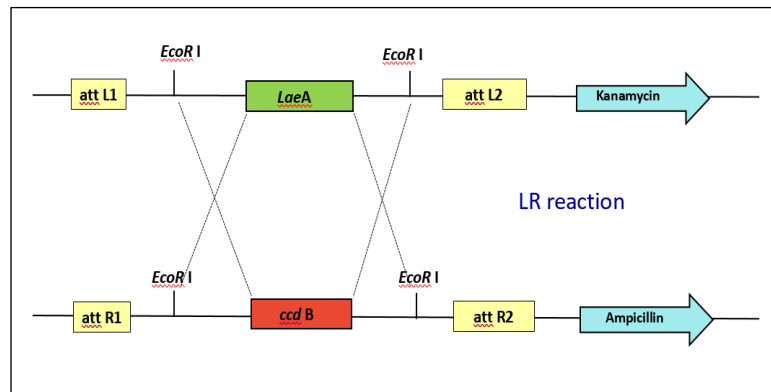 EcoR I
EcoR I
att L1
LaeA
att L2
Kanamycin
LR reaction
EcoR I
EcoR I
att R1
ccd B
att R2
Ampicillin